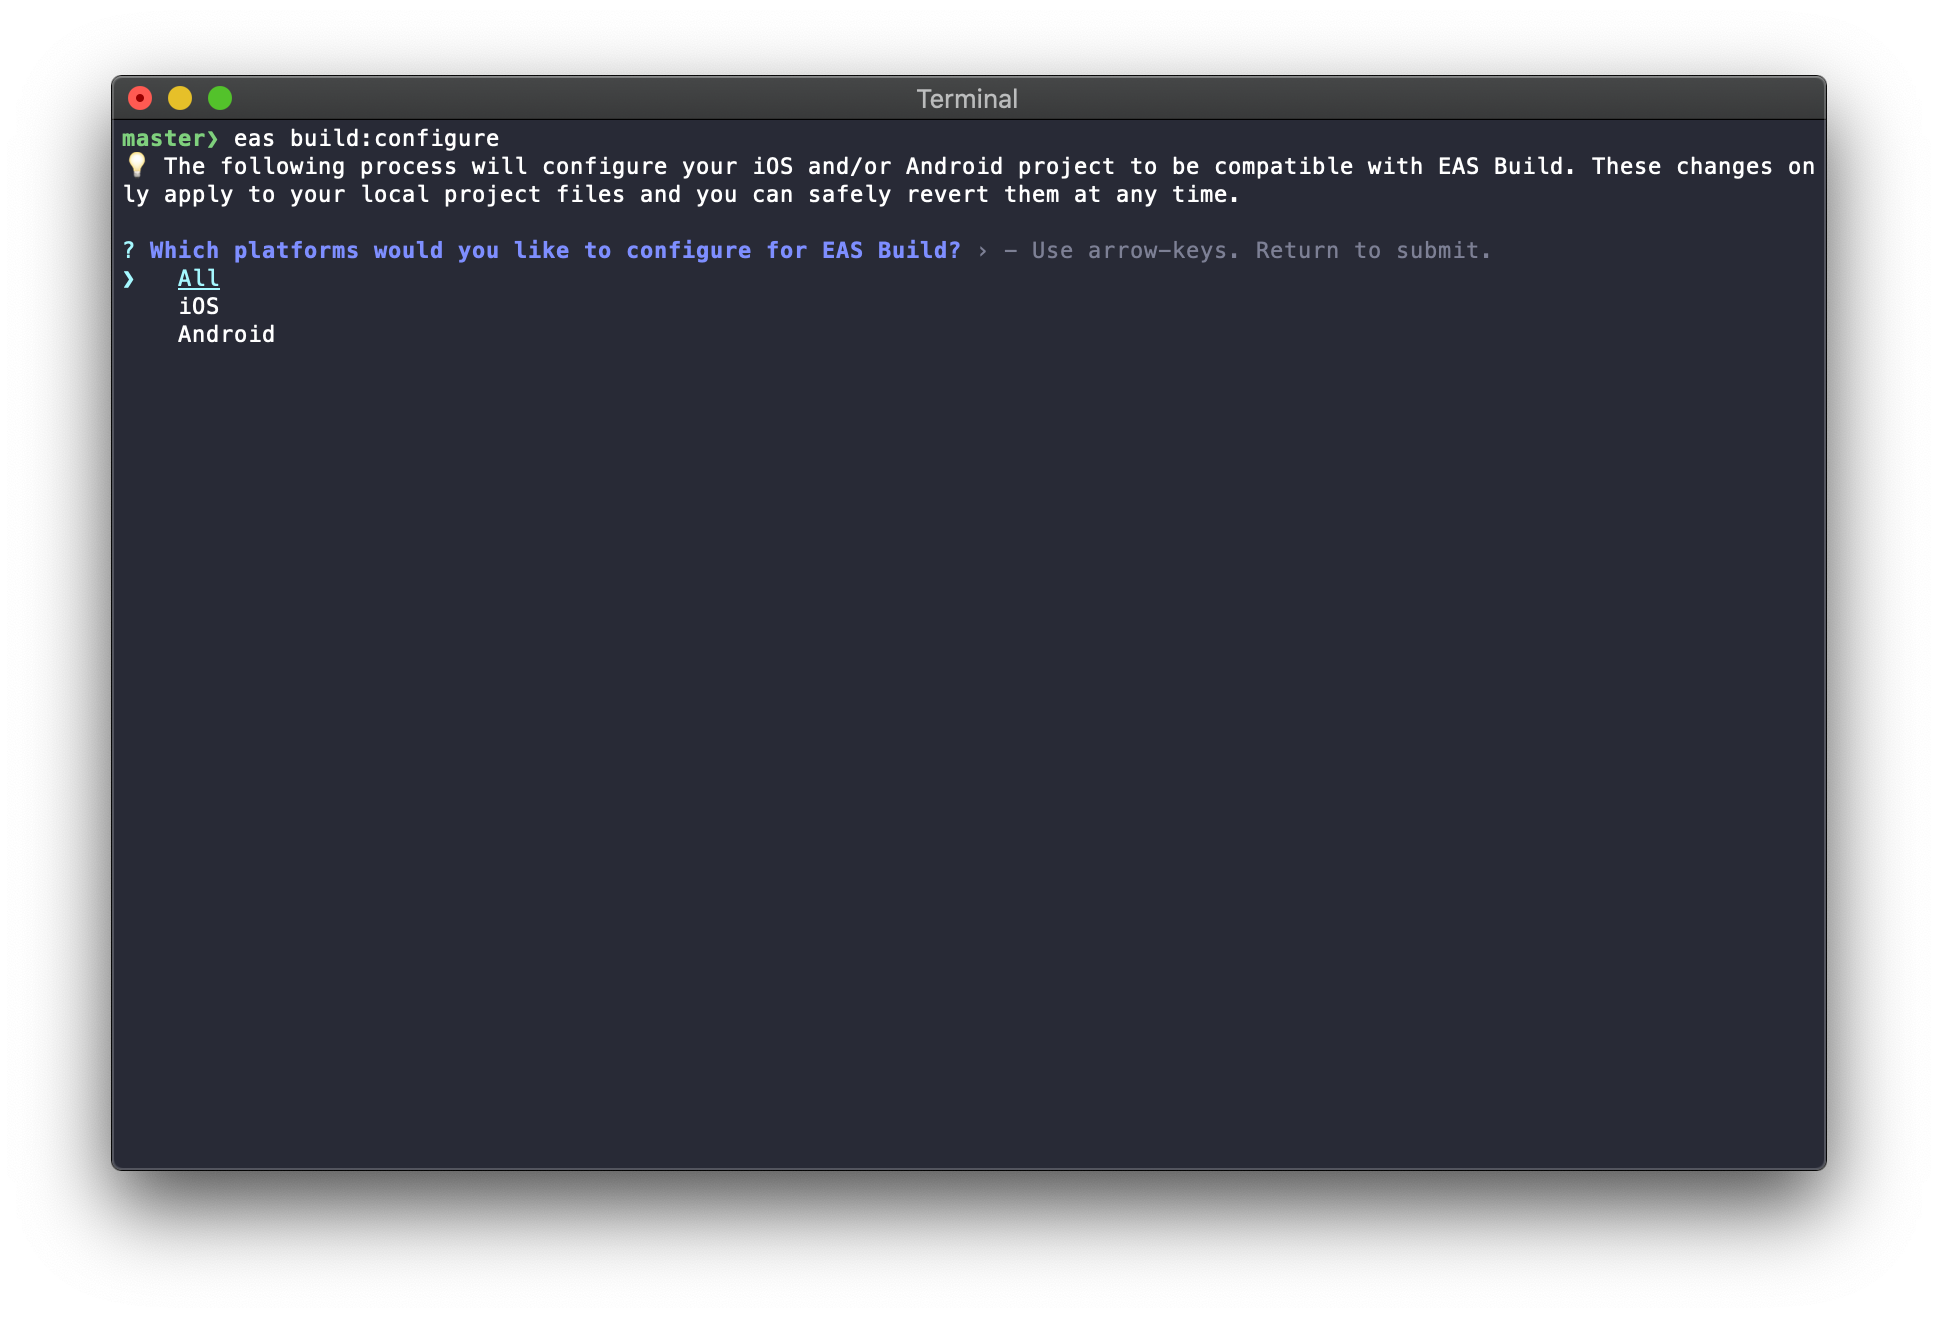 Terminal
master❯ eas build:configure
💡 The following process will configure your iOS and/or Android project to be compatible with EAS Build. These changes on
ly apply to your local project files and you can safely revert them at any time.
? Which platforms would you like to configure for EAS Build? › – Use arrow-keys. Return to submit.
❯ All
iOS
Android